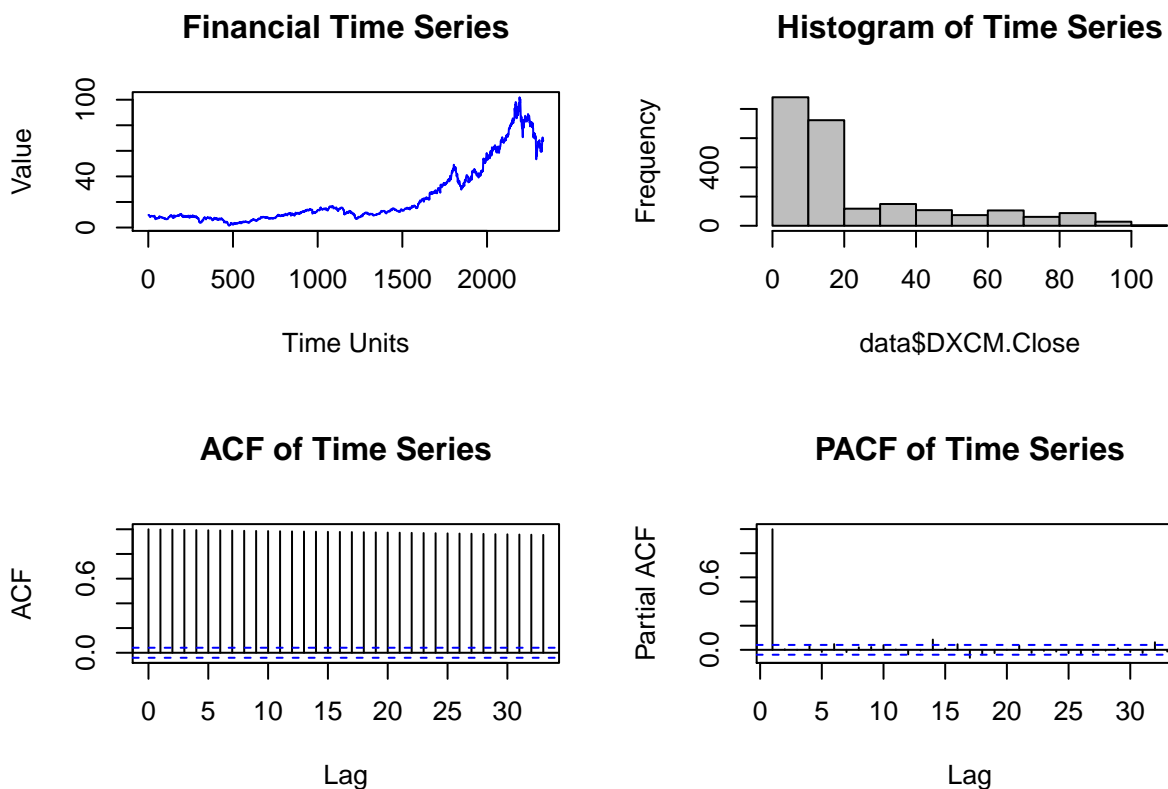 Financial Time Series
Value
0 40 100
0 500 1000 1500 2000
Time Units
Histogram of Time Series
Frequency
0 400
0 20 40 60 80 100
data$DXCM.Close
ACF of Time Series
ACF
0.0 0.6
0 5 10 15 20 25 30
Lag
PACF of Time Series
Partial ACF
0.0 0.6
0 5 10 15 20 25 30
Lag